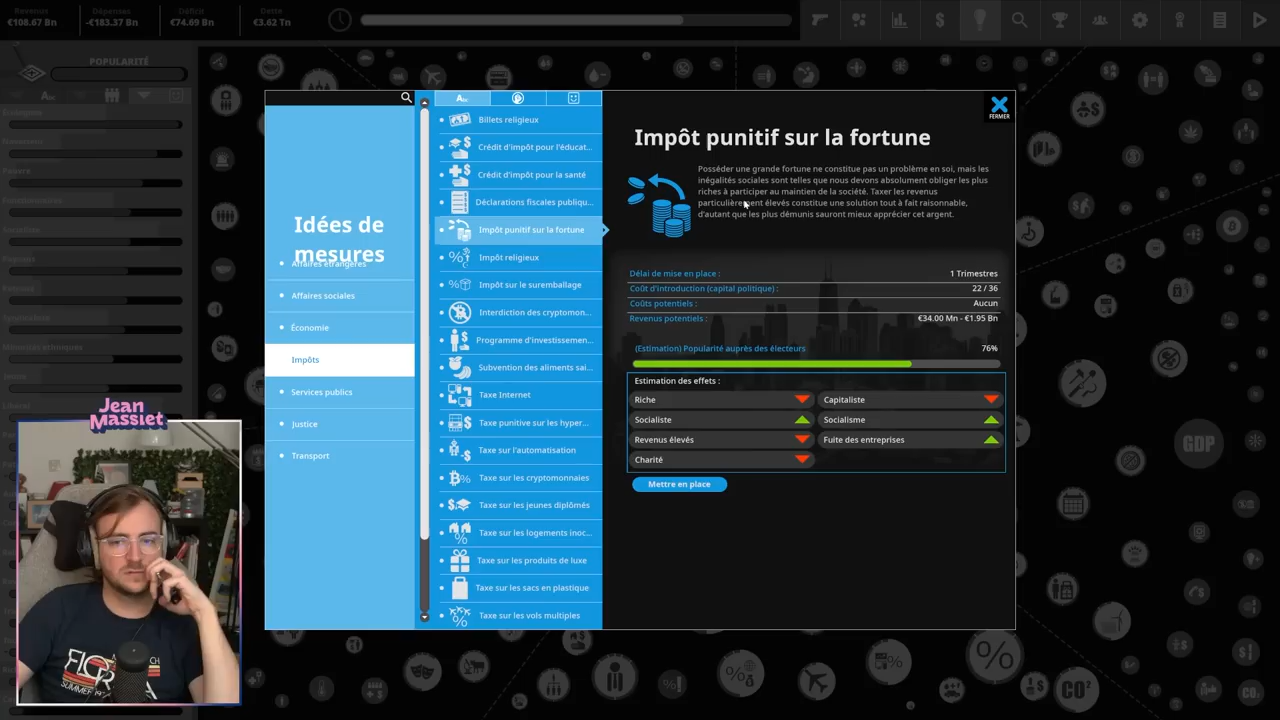 Revenus
€108.67 Bn
Dépenses
-€183.37 Bn
Déficit
€74.69 Bn
Dette
€3.62 Tn
POPULARITÉ
Abc
Idées de
mesures
Affaires étrangères
Affaires sociales
Économie
Impôts
Services publics
Justice
Transport
Abc
Billets religieux
Crédit d'impôt pour l'éducat...
Crédit d'impôt pour la santé
Déclarations fiscales publiqu...
Impôt punitif sur la fortune
Impôt religieux
Impôt sur le suremballage
Interdiction des cryptomon...
Programme d'investissemen...
Subvention des aliments sai...
Taxe Internet
Taxe punitive sur les hyper...
Taxe sur l'automatisation
Taxe sur les cryptomonnaies
Taxe sur les jeunes diplômés
Taxe sur les logements inoc...
Taxe sur les produits de luxe
Taxe sur les sacs en plastique
Taxe sur les vols multiples
FERMER
Impôt punitif sur la fortune
Posséder une grande fortune ne constitue pas un problème en soi, mais les
inégalités sociales sont telles que nous devons absolument obliger les plus
riches à participer au maintien de la société. Taxer les revenus
particulièrement élevés constitue une solution tout à fait raisonnable,
d'autant que les plus démunis sauront mieux apprécier cet argent.
Délai de mise en place : 1 Trimestres
Coût d'introduction (capital politique) : 22 / 36
Coûts potentiels : Aucun
Revenus potentiels : €34.00 Mn - €1.95 Bn
(Estimation) Popularité auprès des électeurs 76%
Estimation des effets :
Riche Capitaliste
Socialiste Socialisme
Revenus élevés Fuite des entreprises
Charité
Mettre en place
GDP
CO²
CO²
Jean
Massiet